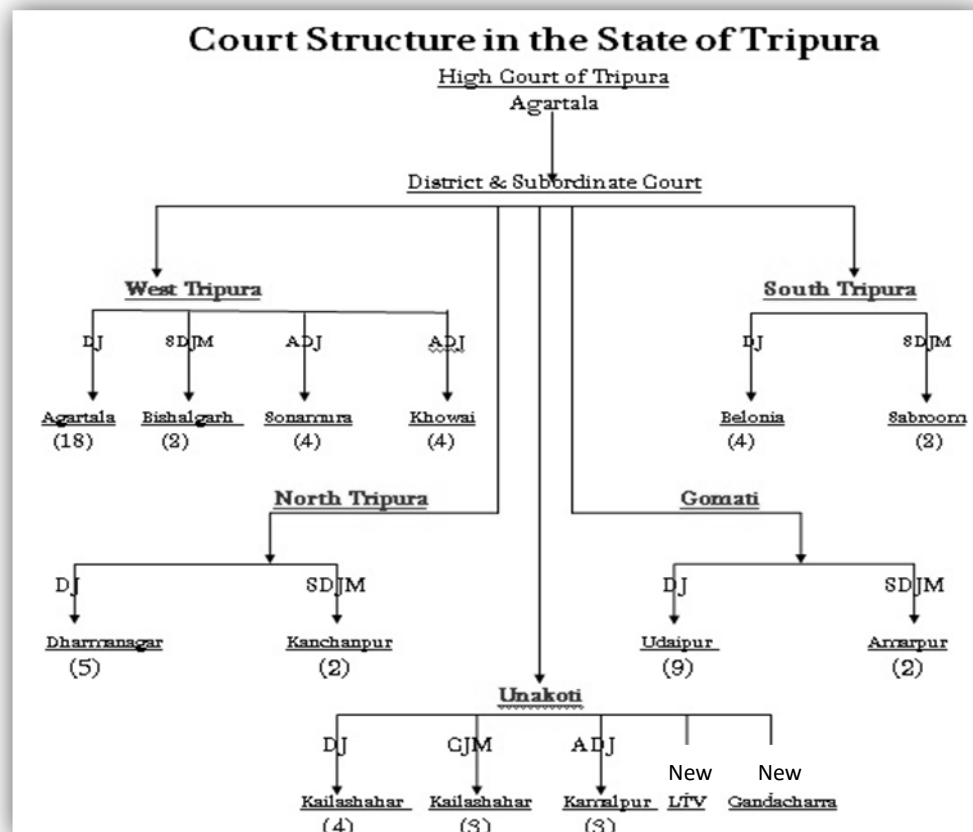 Court Structure in the State of Tripura
High Court of Tripura
Agartala
District & Subordinate Court
West Tripura
South Tripura
DJ SDJM ADJ ADJ
DJ SDJM
Agartala Bishalgarh Sonamura Khowai
Belonia Sabroom
(18) (2) (4) (4)
(4) (2)
North Tripura
Gomati
DJ SDJM
DJ SDJM
Dharmanagar Kanchanpur
Udaipur Amarpur
(5) (2)
(9) (2)
Unakoti
DJ CJM ADJ
New New
Kailashahar Kailashahar Kamalpur LTV Gandacharra
(4) (3) (3)